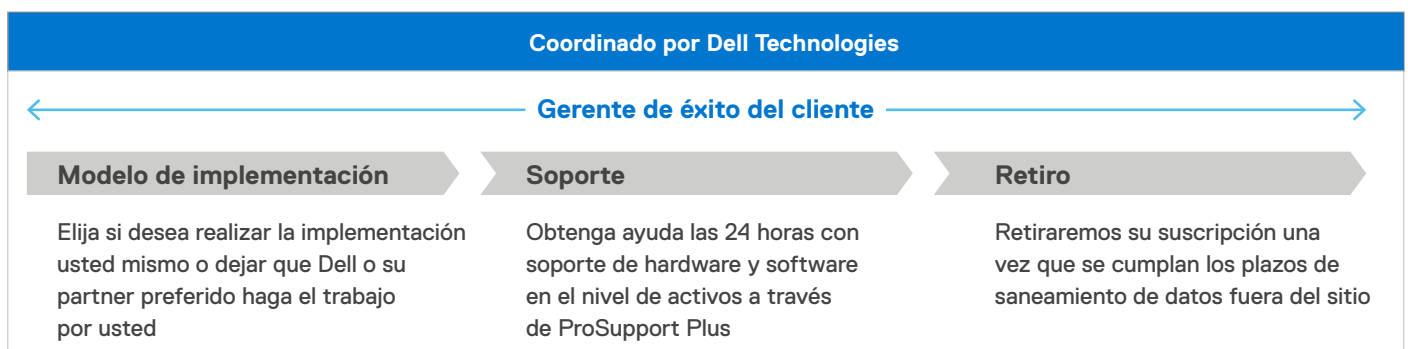 Coordinado por Dell Technologies
Gerente de éxito del cliente
Modelo de implementación
Elija si desea realizar la implementación
usted mismo o dejar que Dell o su
partner preferido haga el trabajo
por usted
Soporte
Obtenga ayuda las 24 horas con
soporte de hardware y software
en el nivel de activos a través
de ProSupport Plus
Retiro
Retiraremos su suscripción una
vez que se cumplan los plazos de
saneamiento de datos fuera del sitio